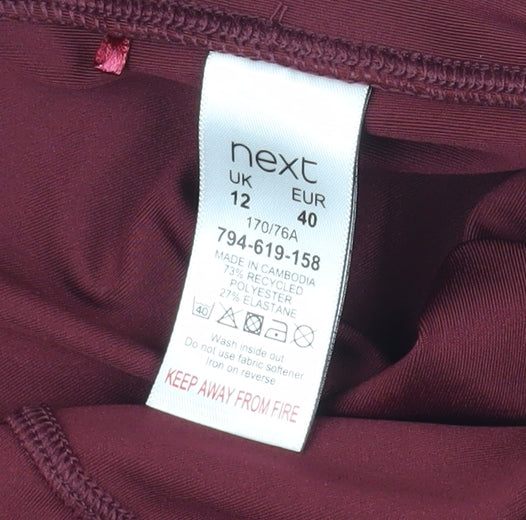 next
UK EUR
12 40
170/76A
794-619-158
MADE IN CAMBODIA
73% RECYCLED
POLYESTER
27% ELASTANE
40
Wash inside out
Do not use fabric softener
Iron on reverse
KEEP AWAY FROM FIRE